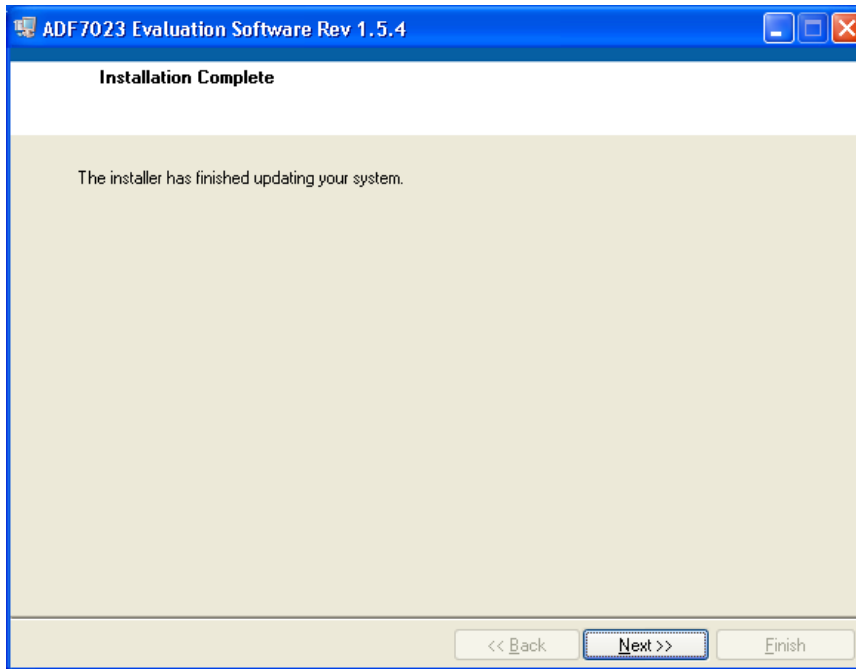 ADF7023 Evaluation Software Rev 1.5.4
Installation Complete
The installer has finished updating your system.
<< Back Next >> Finish